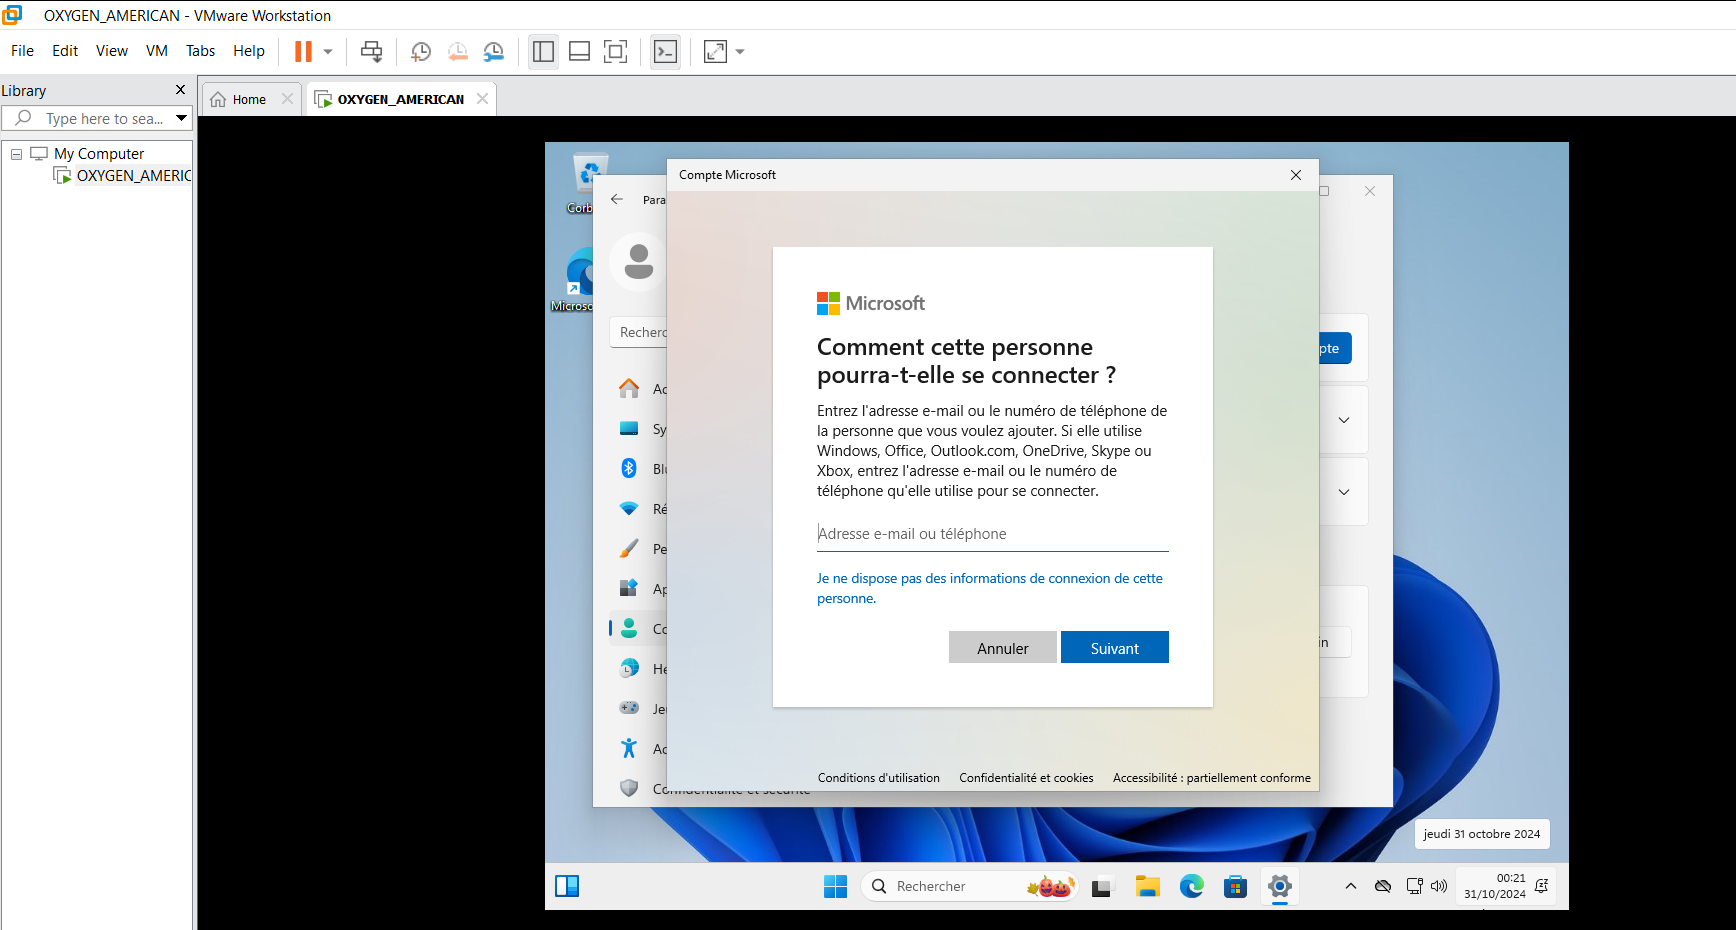 OXYGEN_AMERICAN - VMware Workstation
File Edit View VM Tabs Help
Library
Type here to sea...
My Computer
OXYGEN_AMERIC
Home
OXYGEN_AMERICAN
Corb
Microso
Para
Recherc
Ac
Sy
Blu
Ré
Pe
Ap
Co
He
Jeu
Ac
Confidentialité et sécurité
Compte Microsoft
Microsoft
Comment cette personne
pourra-t-elle se connecter ?
Entrez l'adresse e-mail ou le numéro de téléphone de
la personne que vous voulez ajouter. Si elle utilise
Windows, Office, Outlook.com, OneDrive, Skype ou
Xbox, entrez l'adresse e-mail ou le numéro de
téléphone qu'elle utilise pour se connecter.
Adresse e-mail ou téléphone
Je ne dispose pas des informations de connexion de cette
personne.
Annuler Suivant
Conditions d'utilisation Confidentialité et cookies Accessibilité : partiellement conforme
pte
in
jeudi 31 octobre 2024
Rechercher
00:21
31/10/2024